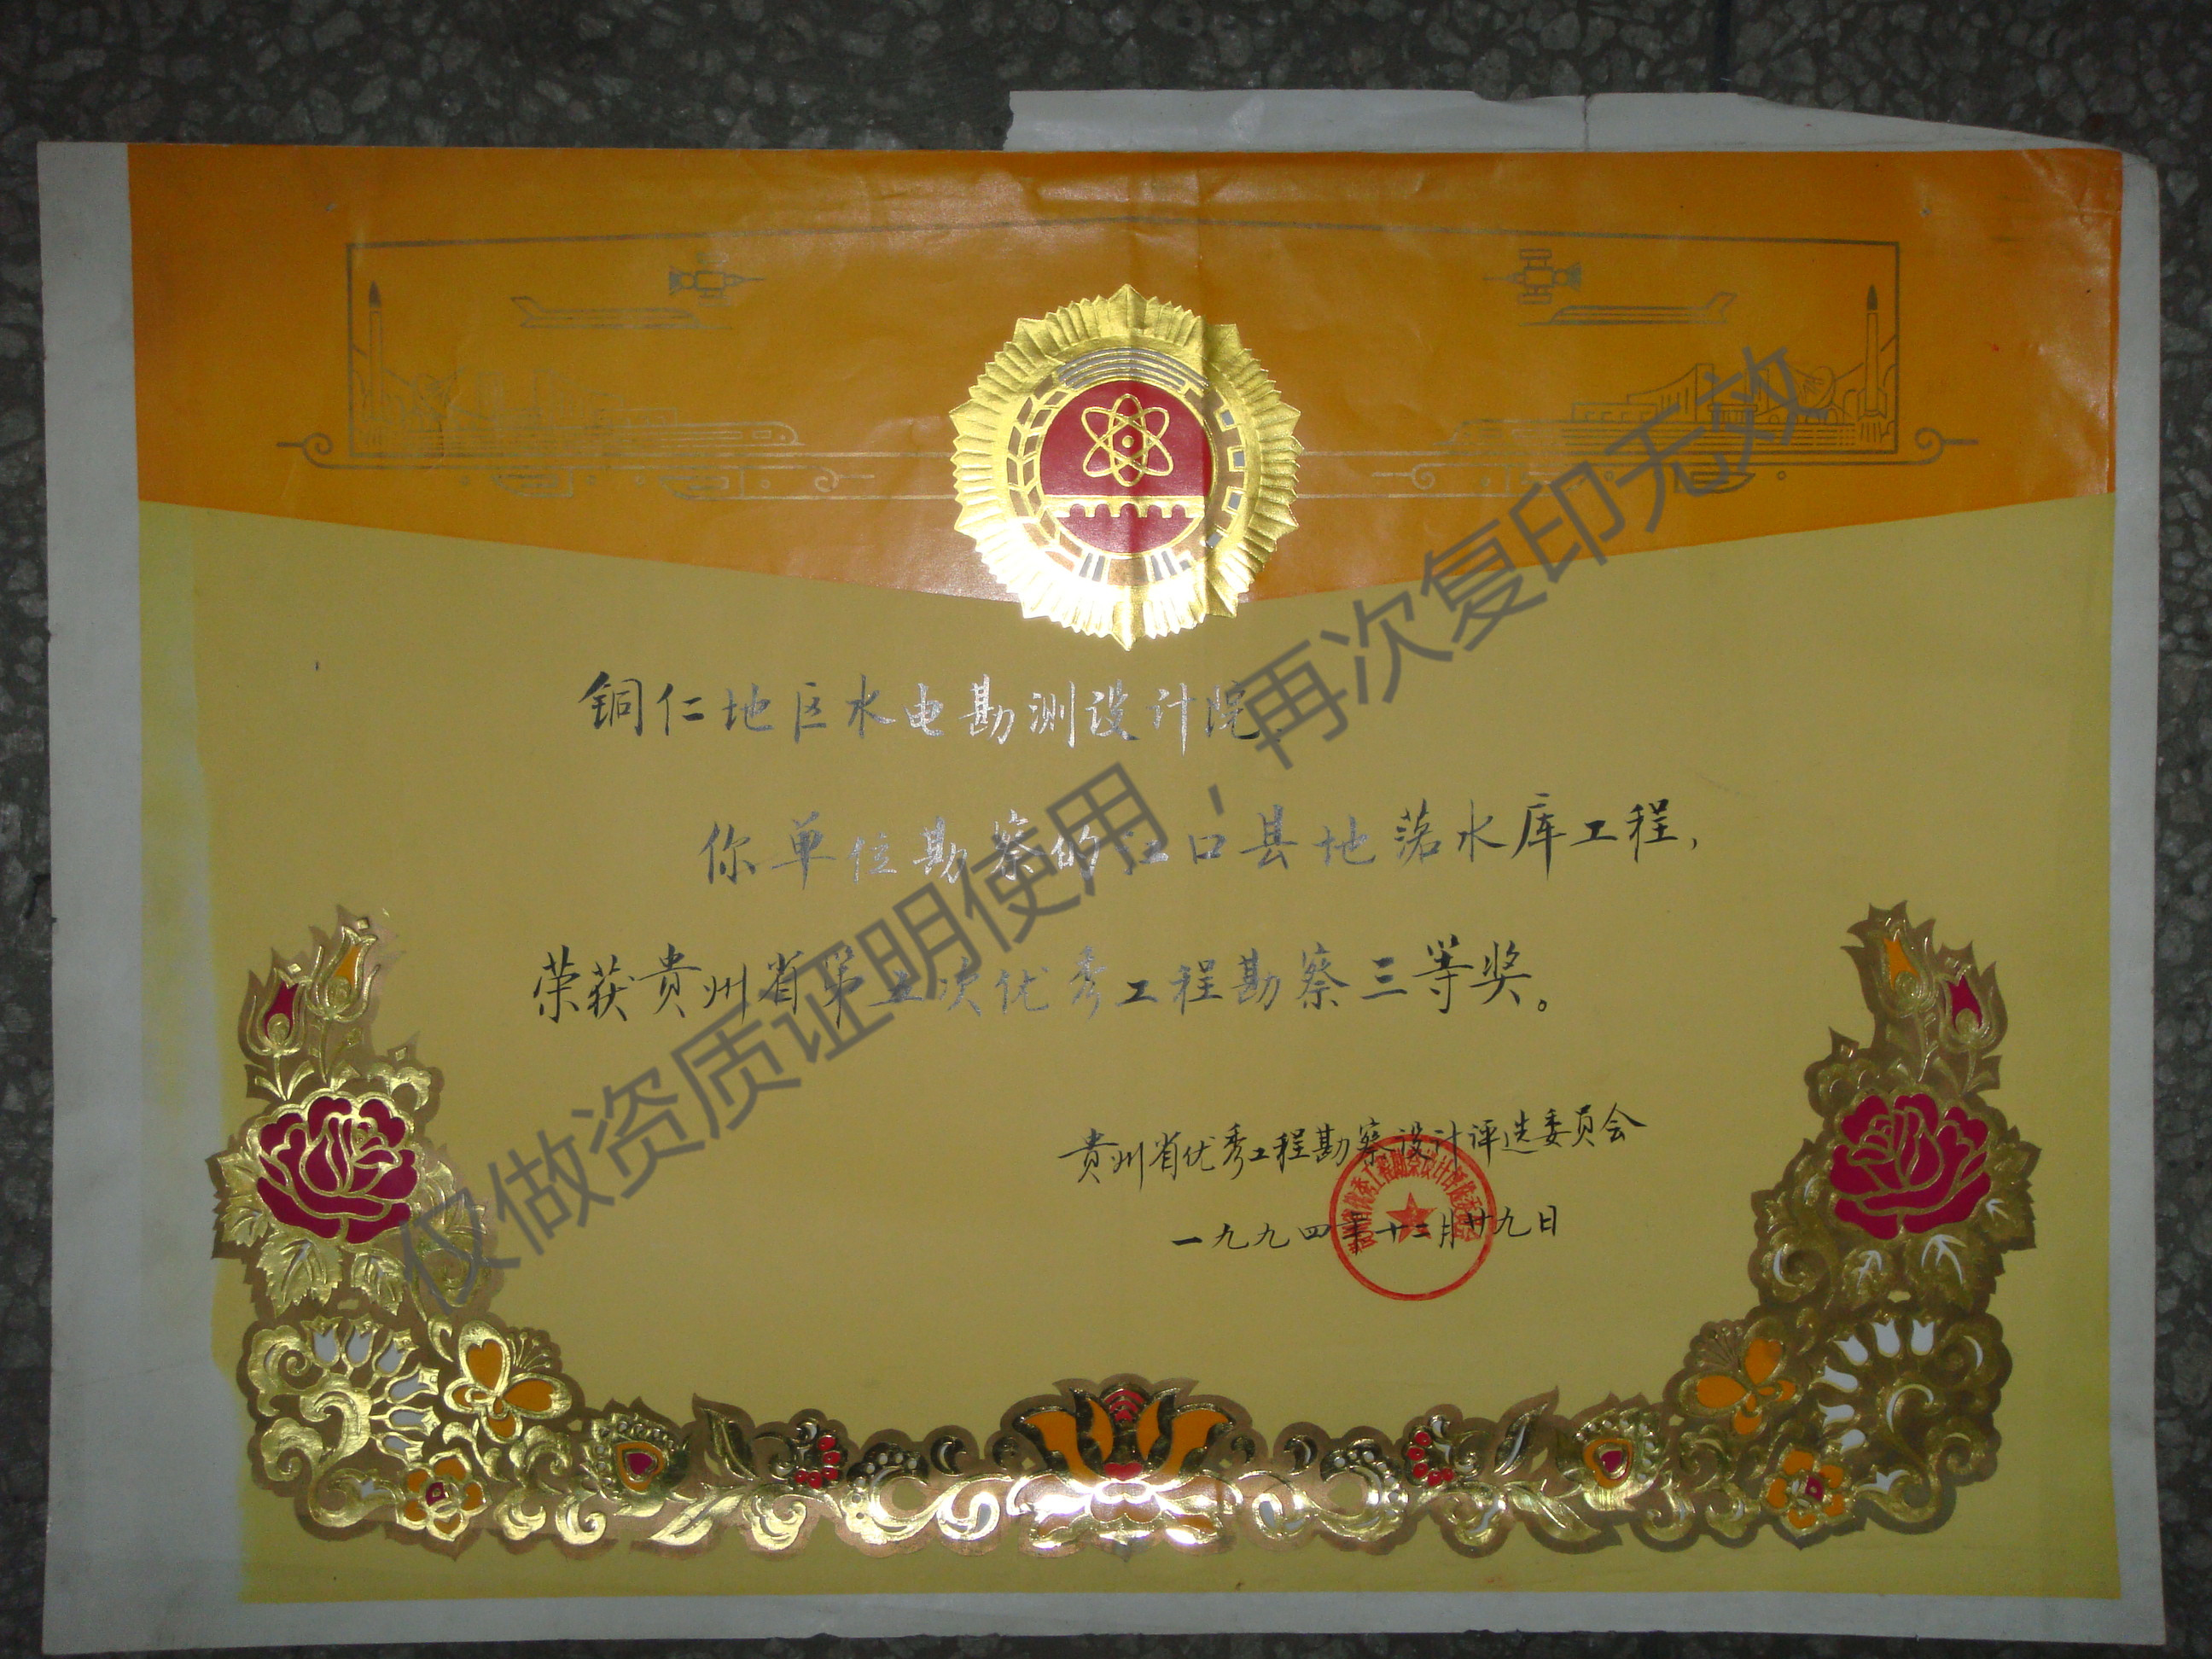 铜仁地区水电勘测设计院：
你单位勘察的江口县地落水库工程，
荣获贵州省第五次优秀工程勘察三等奖。
贵州省优秀工程勘察设计评选委员会
一九九四年十二月廿九日
仅做资质证明使用，再次复印无效